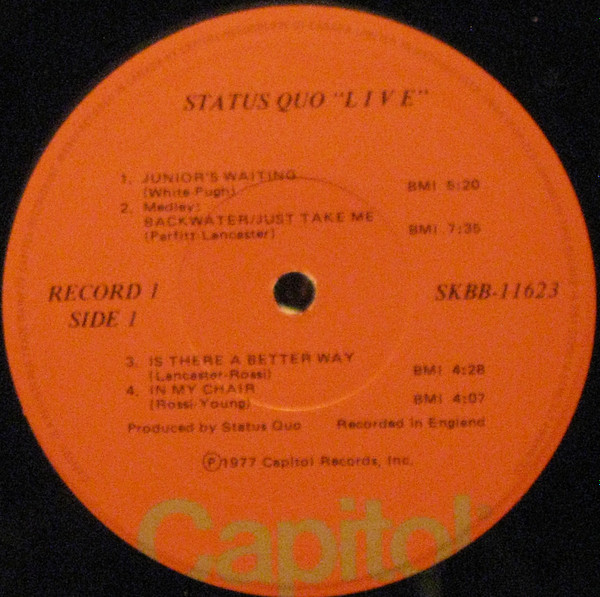 STATUS QUO "LIVE"
1. JUNIOR'S WAITING
(White-Pugh) BMI 5:20
2. Medley:
BACKWATER/JUST TAKE ME
(Parfitt-Lancaster) BMI 7:35
RECORD 1 SKBB-11623
SIDE 1
3. IS THERE A BETTER WAY
(Lancaster-Rossi) BMI 4:28
4. IN MY CHAIR
(Rossi-Young) BMI 4:07
Produced by Status Quo Recorded in England
℗1977 Capitol Records, Inc.
Capitol